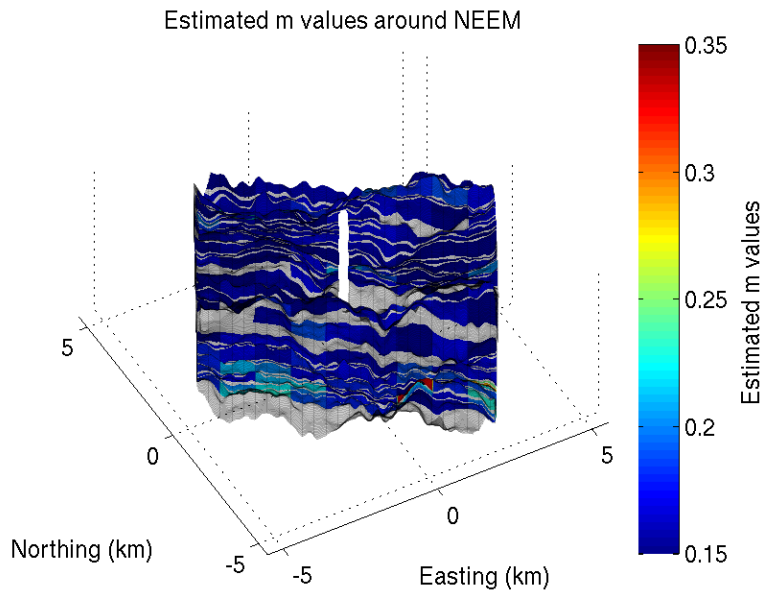 Estimated m values around NEEM
5
0
-5
Northing (km)
-5
0
5
Easting (km)
0.35
0.3
0.25
0.2
0.15
Estimated m values